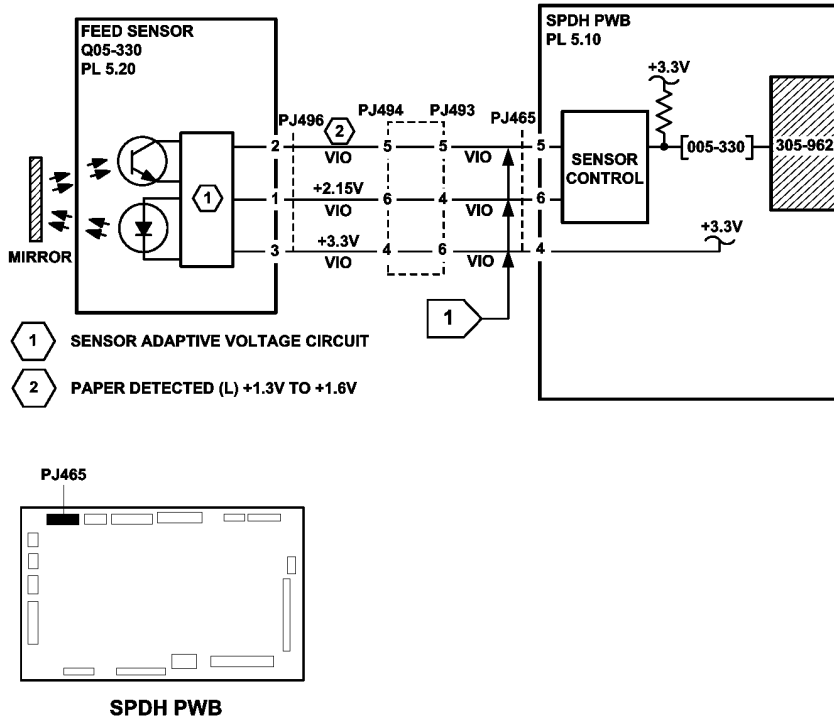 FEED SENSOR
Q05-330
PL 5.20
SPDH PWB
PL 5.10
+3.3V
PJ496
2
PJ494
PJ493
PJ465
2
VIO
5
5
VIO
5
SENSOR
CONTROL
[005-330]
305-962
1
1
+2.15V
VIO
6
4
VIO
6
3
+3.3V
VIO
4
6
VIO
4
+3.3V
MIRROR
1
1 SENSOR ADAPTIVE VOLTAGE CIRCUIT
2 PAPER DETECTED (L) +1.3V TO +1.6V
PJ465
SPDH PWB